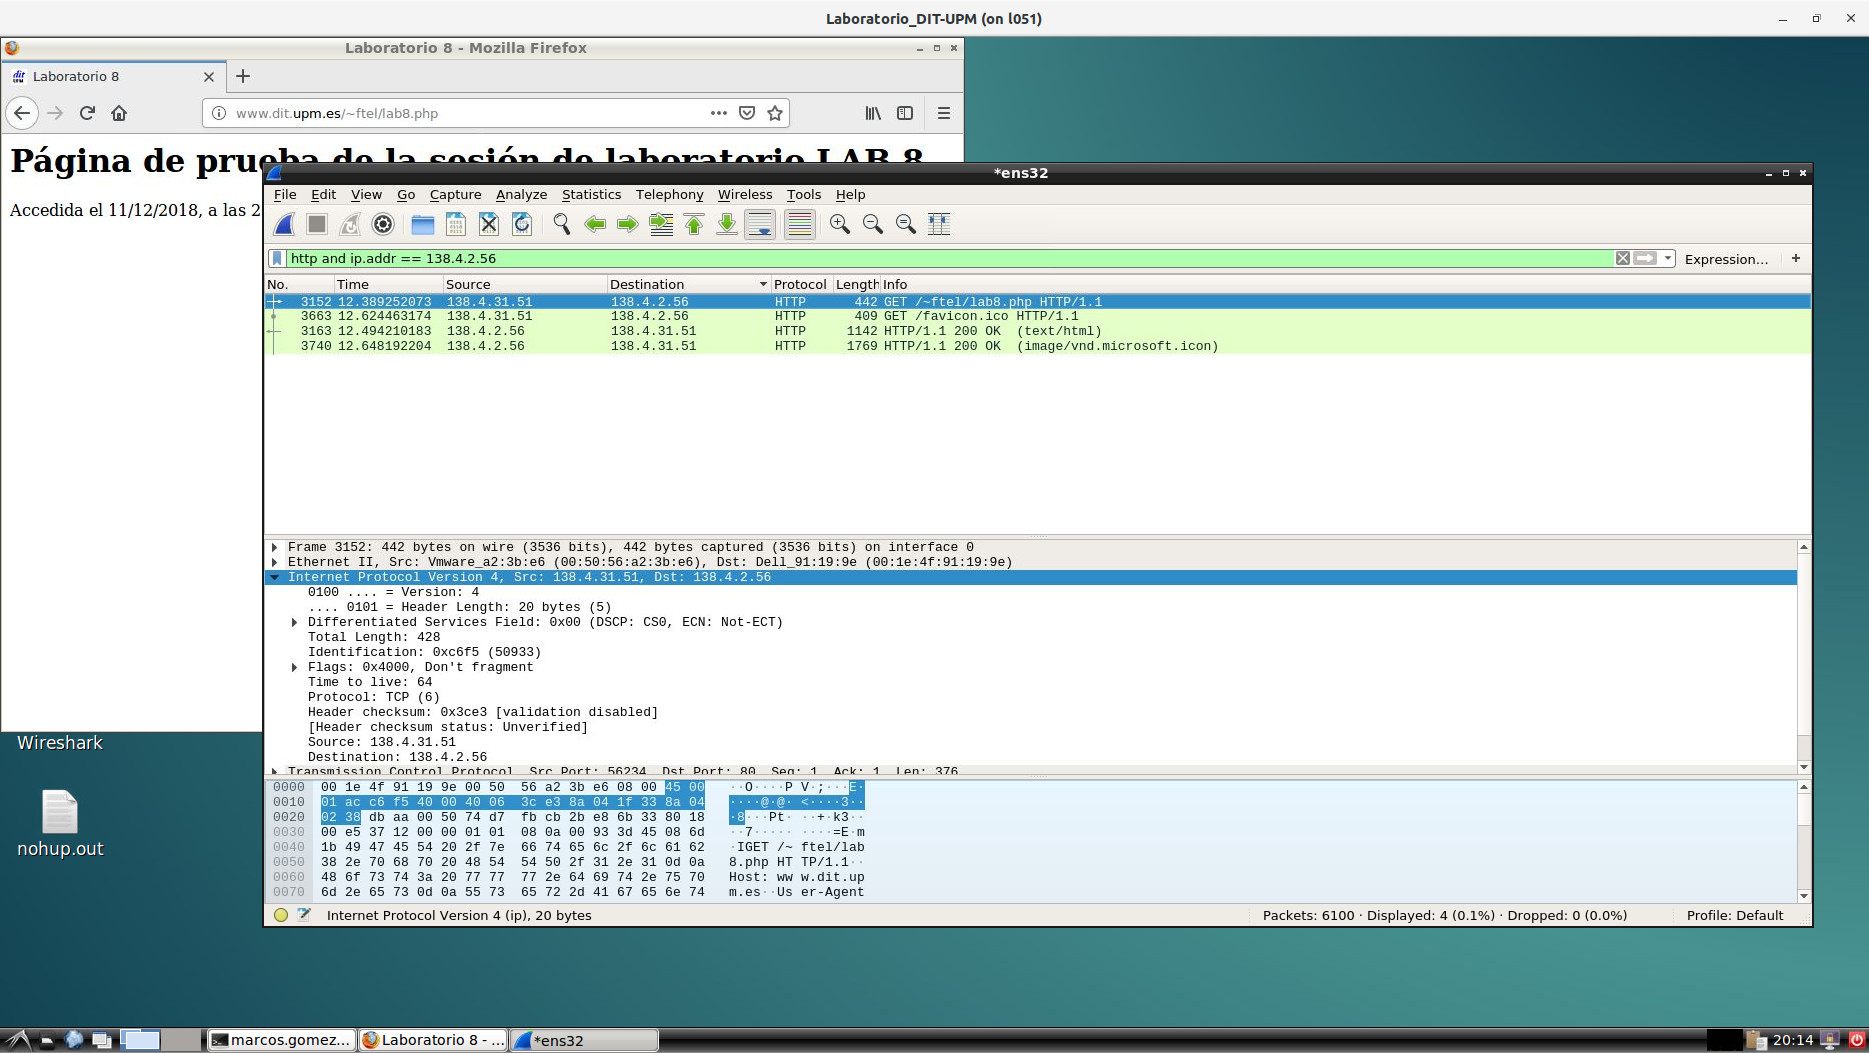 Laboratorio_DIT-UPM (on l051)
Laboratorio 8 - Mozilla Firefox
dit UPM Laboratorio 8
www.dit.upm.es/~ftel/lab8.php
Página de prueba de la sesión de laboratorio LAB 8
Accedida el 11/12/2018, a las 2
*ens32
File Edit View Go Capture Analyze Statistics Telephony Wireless Tools Help
http and ip.addr == 138.4.2.56 Expression… +
No. Time Source Destination Protocol Length Info
3152 12.389252073 138.4.31.51 138.4.2.56 HTTP 442 GET /~ftel/lab8.php HTTP/1.1
3663 12.624463174 138.4.31.51 138.4.2.56 HTTP 409 GET /favicon.ico HTTP/1.1
3163 12.494210183 138.4.2.56 138.4.31.51 HTTP 1142 HTTP/1.1 200 OK (text/html)
3740 12.648192204 138.4.2.56 138.4.31.51 HTTP 1769 HTTP/1.1 200 OK (image/vnd.microsoft.icon)
Frame 3152: 442 bytes on wire (3536 bits), 442 bytes captured (3536 bits) on interface 0
Ethernet II, Src: Vmware_a2:3b:e6 (00:50:56:a2:3b:e6), Dst: Dell_91:19:9e (00:1e:4f:91:19:9e)
Internet Protocol Version 4, Src: 138.4.31.51, Dst: 138.4.2.56
0100 .... = Version: 4
.... 0101 = Header Length: 20 bytes (5)
Differentiated Services Field: 0x00 (DSCP: CS0, ECN: Not-ECT)
Total Length: 428
Identification: 0xc6f5 (50933)
Flags: 0x4000, Don't fragment
Time to live: 64
Protocol: TCP (6)
Header checksum: 0x3ce3 [validation disabled]
[Header checksum status: Unverified]
Source: 138.4.31.51
Destination: 138.4.2.56
Transmission Control Protocol, Src Port: 56234, Dst Port: 80, Seq: 1, Ack: 1, Len: 376
0000 00 1e 4f 91 19 9e 00 50 56 a2 3b e6 08 00 45 00 ··O····P V·;···E·
0010 01 ac c6 f5 40 00 40 06 3c e3 8a 04 1f 33 8a 04 ····@·@· <····3··
0020 02 38 db aa 00 50 74 d7 fb cb 2b e8 6b 33 80 18 ·8···Pt· ··+·k3··
0030 00 e5 37 12 00 00 01 01 08 0a 00 93 3d 45 08 6d ··7····· ····=E·m
0040 1b 49 47 45 54 20 2f 7e 66 74 65 6c 2f 6c 61 62 ·IGET /~ ftel/lab
0050 38 2e 70 68 70 20 48 54 54 50 2f 31 2e 31 0d 0a 8.php HT TP/1.1··
0060 48 6f 73 74 3a 20 77 77 77 2e 64 69 74 2e 75 70 Host: ww w.dit.up
0070 6d 2e 65 73 0d 0a 55 73 65 72 2d 41 67 65 6e 74 m.es··Us er-Agent
Internet Protocol Version 4 (ip), 20 bytes Packets: 6100 · Displayed: 4 (0.1%) · Dropped: 0 (0.0%) Profile: Default
Wireshark
nohup.out
marcos.gomez... Laboratorio 8 - ... *ens32 20:14